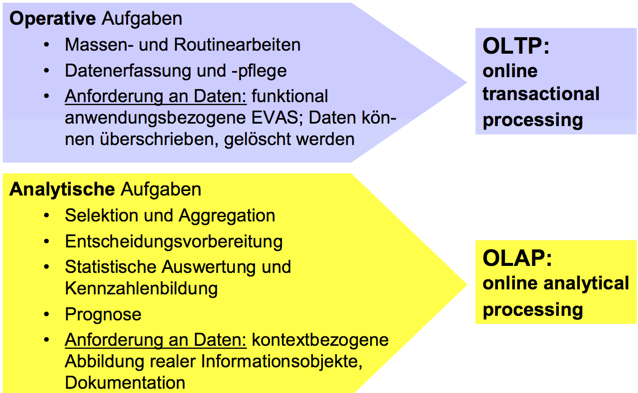 Operative Aufgaben
• Massen- und Routinearbeiten
• Datenerfassung und -pflege
• Anforderung an Daten: funktional
anwendungsbezogene EVAS; Daten kön-
nen überschrieben, gelöscht werden
OLTP:
online
transactional
processing
Analytische Aufgaben
• Selektion und Aggregation
• Entscheidungsvorbereitung
• Statistische Auswertung und
Kennzahlenbildung
• Prognose
• Anforderung an Daten: kontextbezogene
Abbildung realer Informationsobjekte,
Dokumentation
OLAP:
online analytical
processing